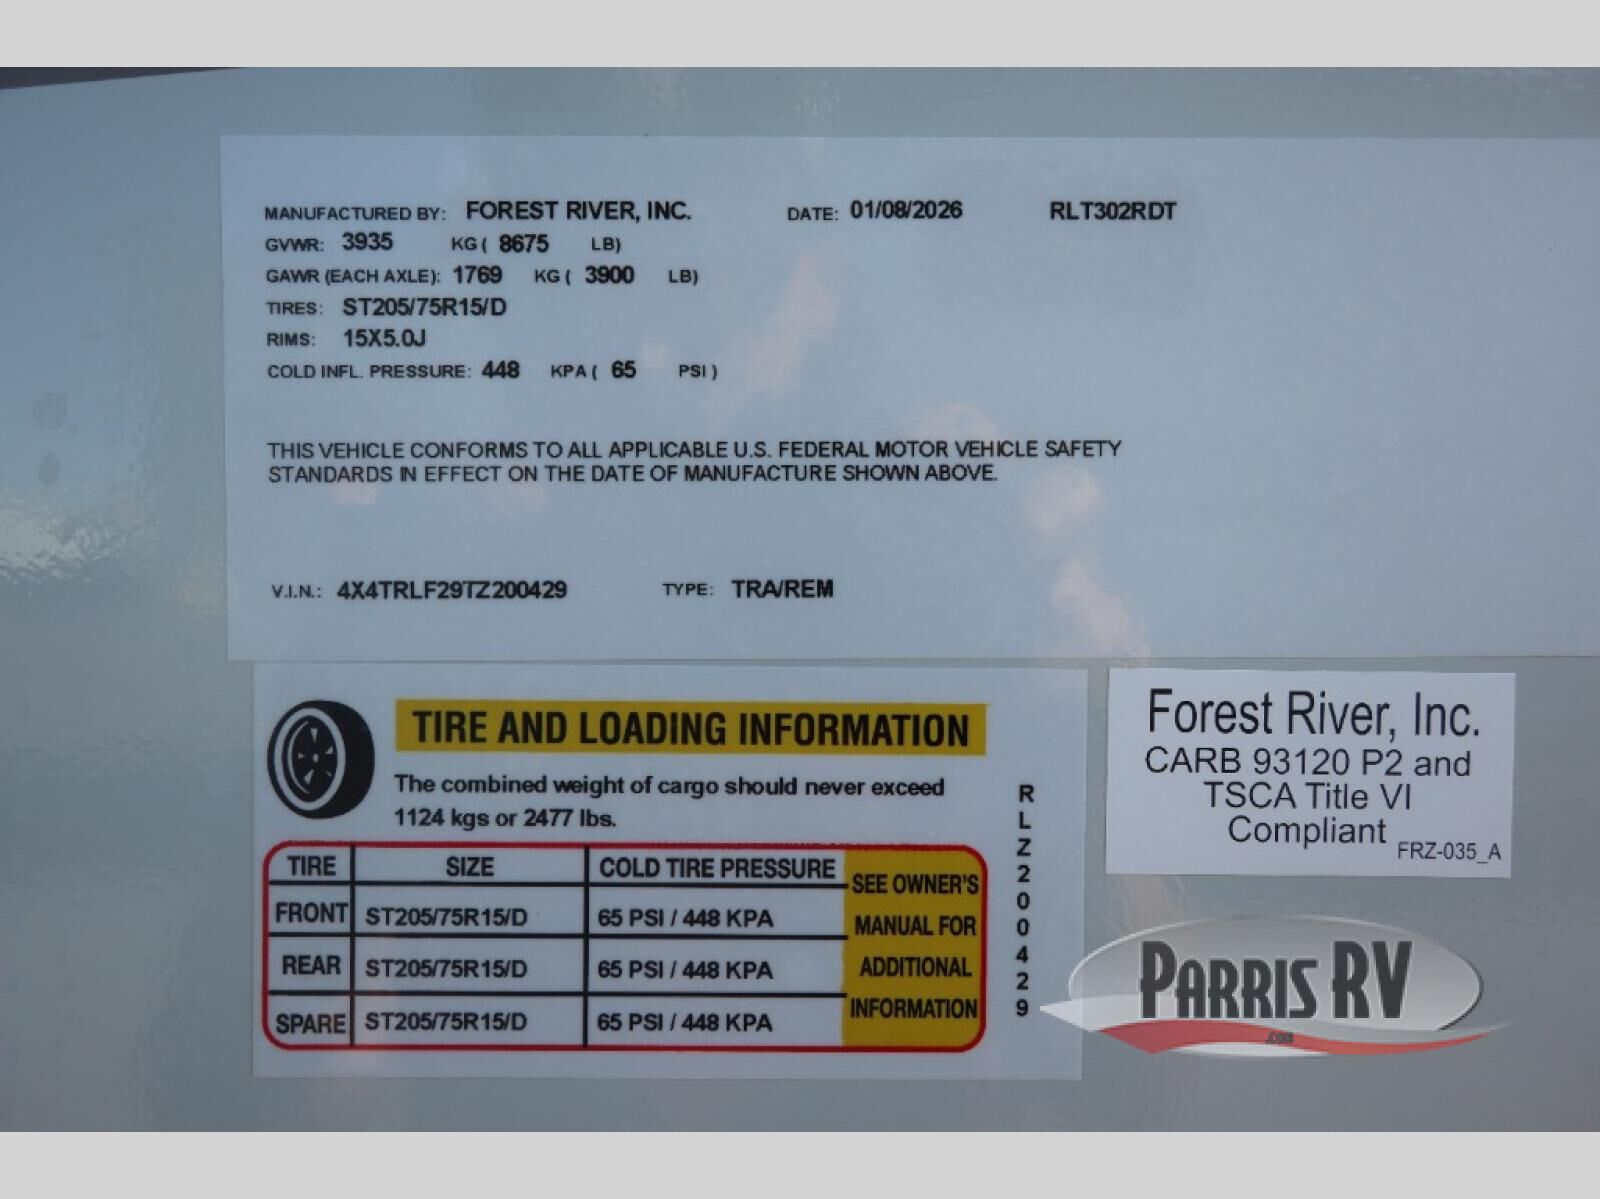 MANUFACTURED BY: FOREST RIVER, INC. DATE: 01/08/2026 RLT302RDT
GVWR: 3935 KG ( 8675 LB)
GAWR (EACH AXLE): 1769 KG ( 3900 LB)
TIRES: ST205/75R15/D
RIMS: 15X5.0J
COLD INFL. PRESSURE: 448 KPA ( 65 PSI )
THIS VEHICLE CONFORMS TO ALL APPLICABLE U.S. FEDERAL MOTOR VEHICLE SAFETY
STANDARDS IN EFFECT ON THE DATE OF MANUFACTURE SHOWN ABOVE.
V.I.N.: 4X4TRLF29TZ200429 TYPE: TRA/REM
TIRE AND LOADING INFORMATION
The combined weight of cargo should never exceed
1124 kgs or 2477 lbs.
TIRE SIZE COLD TIRE PRESSURE
FRONT ST205/75R15/D 65 PSI / 448 KPA
REAR ST205/75R15/D 65 PSI / 448 KPA
SPARE ST205/75R15/D 65 PSI / 448 KPA
SEE OWNER'S
MANUAL FOR
ADDITIONAL
INFORMATION
RLZ200429
Forest River, Inc.
CARB 93120 P2 and
TSCA Title VI
Compliant FRZ-035_A
PARRIS RV
.COM